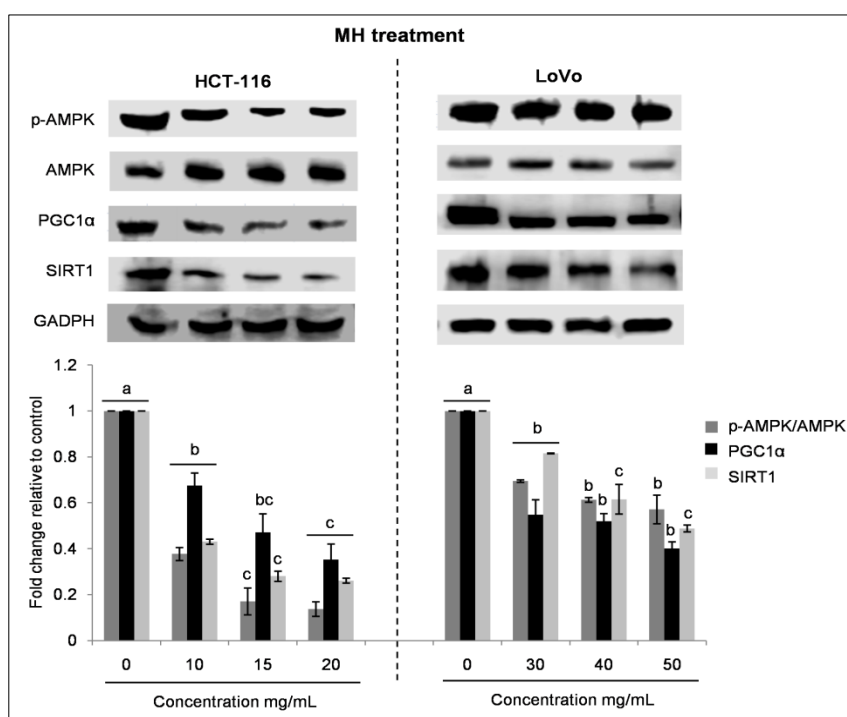 MH treatment
HCT-116
LoVo
p-AMPK
AMPK
PGC1α
SIRT1
GADPH
Fold change relative to control
1.2
1
0.8
0.6
0.4
0.2
0
a
b
bc
c
c
c
a
b
b
b
c
b
b
c
p-AMPK/AMPK
PGC1α
SIRT1
0 10 15 20
0 30 40 50
Concentration mg/mL
Concentration mg/mL